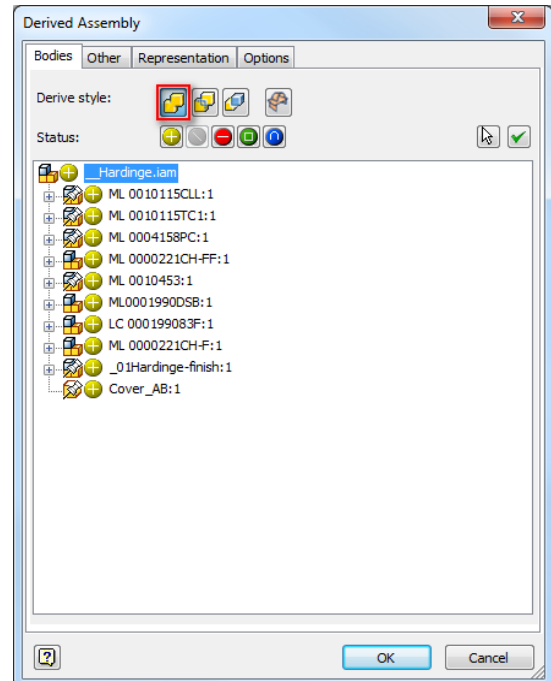 Derived Assembly
Bodies Other Representation Options
Derive style:
Status:
__Hardinge.iam
ML 0010115CLL:1
ML 0010115TC1:1
ML 0004158PC:1
ML 0000221CH-FF:1
ML 0010453:1
ML0001990DSB:1
LC 000199083F:1
ML 0000221CH-F:1
_01Hardinge-finish:1
Cover_AB:1
OK Cancel